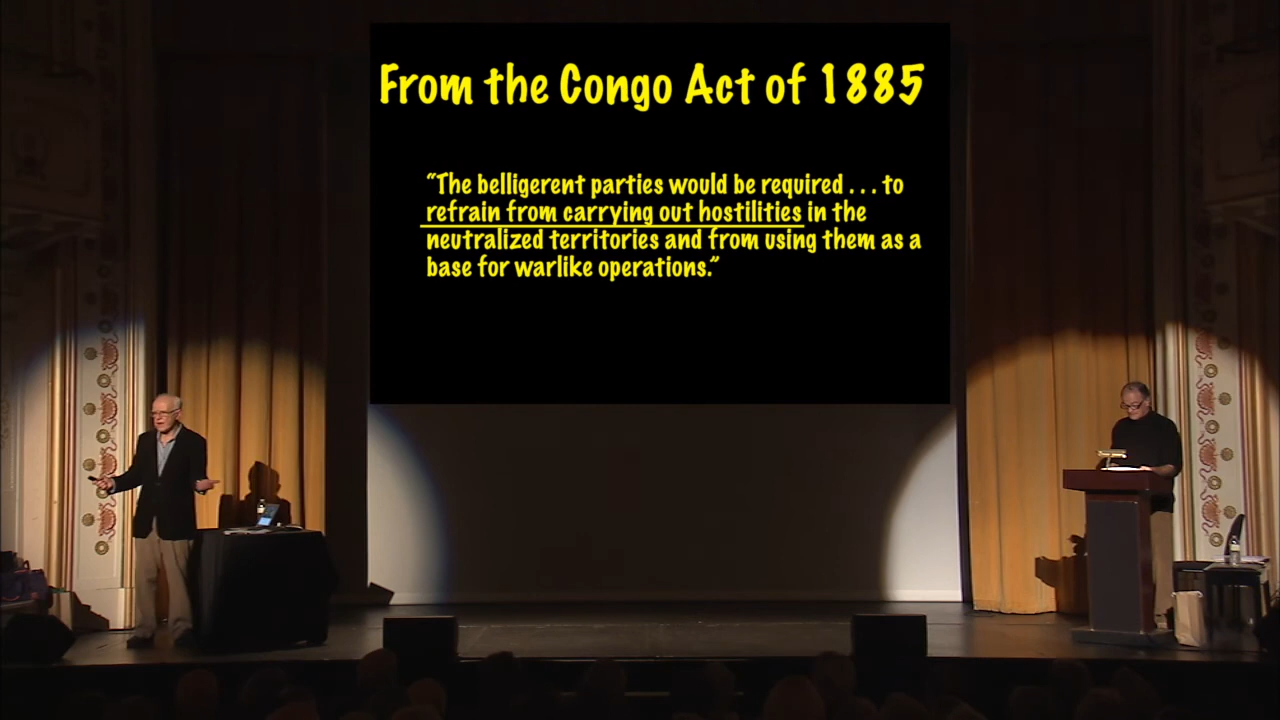 From the Congo Act of 1885
“The belligerent parties would be required . . . to
refrain from carrying out hostilities in the
neutralized territories and from using them as a
base for warlike operations.”